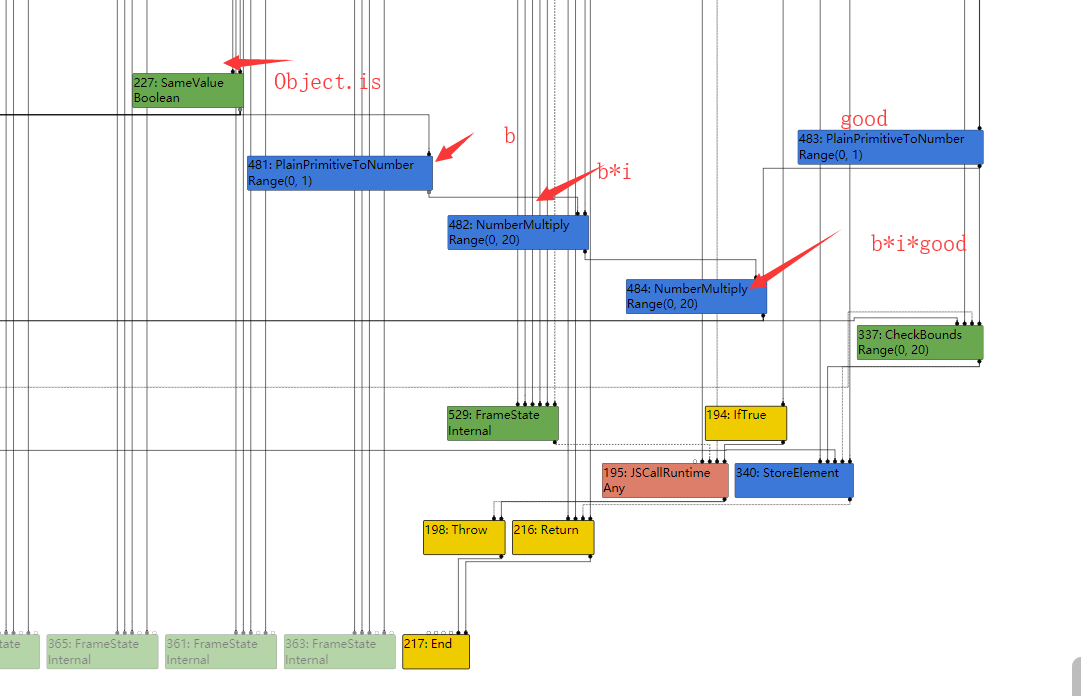 227: SameValue
Boolean
Object.is
good
483: PlainPrimitiveToNumber
Range(0, 1)
b
481: PlainPrimitiveToNumber
Range(0, 1)
b*i
482: NumberMultiply
Range(0, 20)
b*i*good
484: NumberMultiply
Range(0, 20)
337: CheckBounds
Range(0, 20)
529: FrameState
Internal
194: IfTrue
195: JSCallRuntime
Any
340: StoreElement
198: Throw
216: Return
tate
365: FrameState
Internal
361: FrameState
Internal
363: FrameState
Internal
217: End